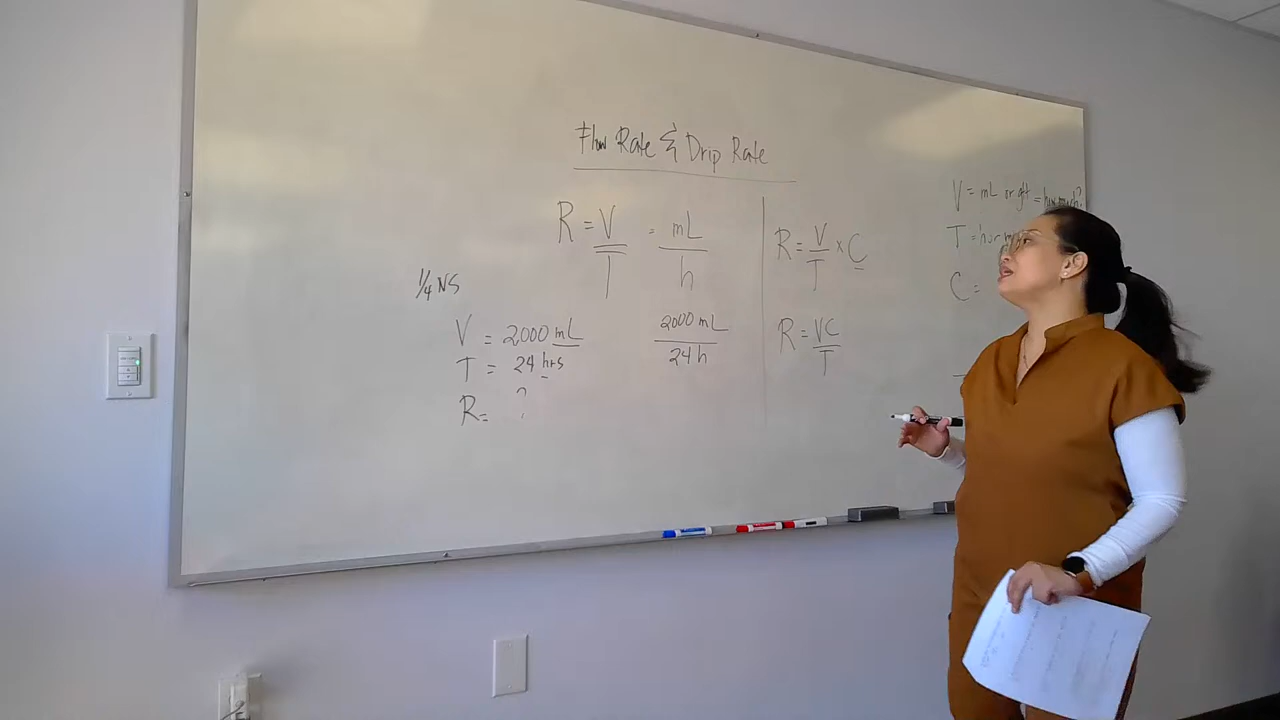 Flow Rate & Drip Rate
R = V/T = mL/h
R = V/T × C
1/4 NS
V = 2000 mL
T = 24 hrs
R = ?
2000 mL/24 h
R = VC/T
V = mL or gtt = how much?
T =
C =